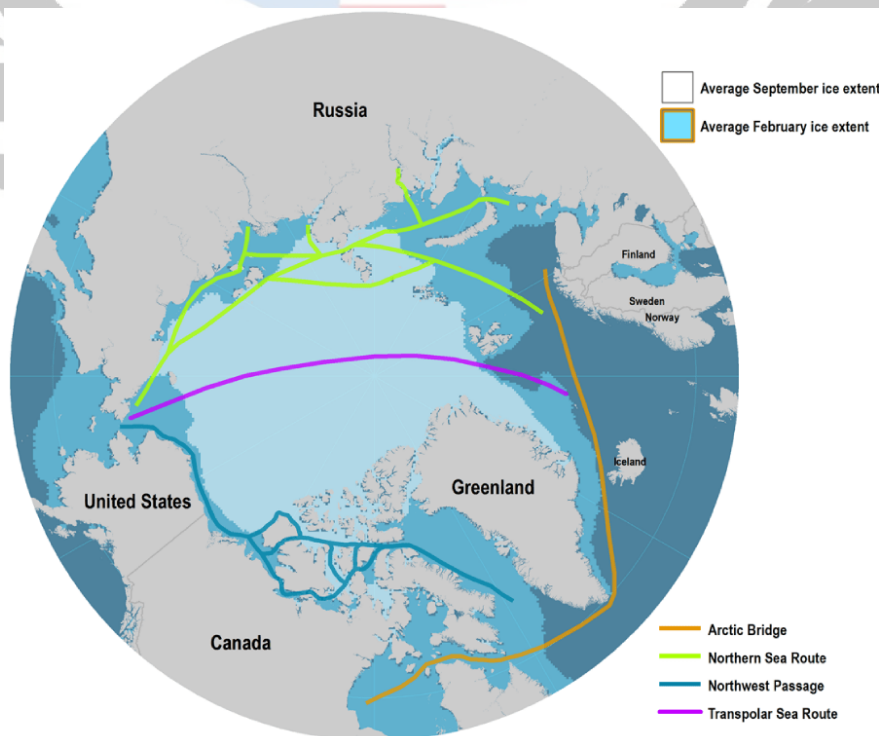 Russia
Average September ice extent
Average February ice extent
Finland
Sweden
Norway
Iceland
Greenland
United States
Canada
Arctic Bridge
Northern Sea Route
Northwest Passage
Transpolar Sea Route